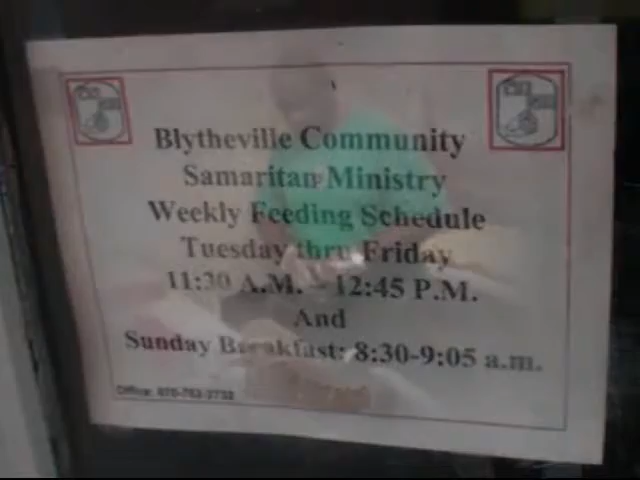 Blytheville Community
Samaritan Ministry
Weekly Feeding Schedule
Tuesday thru Friday
11:30 A.M. - 12:45 P.M.
And
Sunday Breakfast: 8:30-9:05 a.m.
Office: